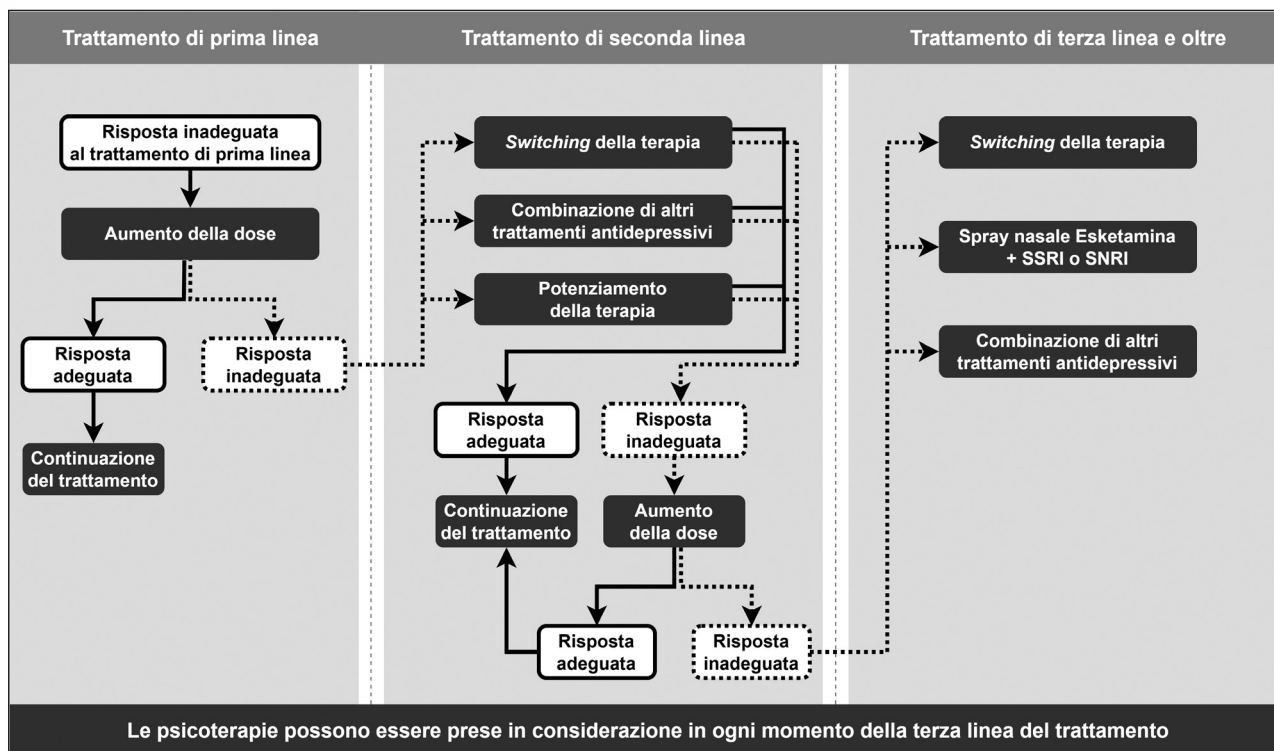 Trattamento di prima linea
Trattamento di seconda linea
Trattamento di terza linea e oltre
Risposta inadeguata
al trattamento di prima linea
Aumento della dose
Risposta
adeguata
Risposta
inadeguata
Continuazione
del trattamento
Switching della terapia
Combinazione di altri
trattamenti antidepressivi
Potenziamento
della terapia
Risposta
adeguata
Risposta
inadeguata
Continuazione
del trattamento
Aumento
della dose
Risposta
adeguata
Risposta
inadeguata
Switching della terapia
Spray nasale Esketamina
+ SSRI o SNRI
Combinazione di altri
trattamenti antidepressivi
Le psicoterapie possono essere prese in considerazione in ogni momento della terza linea del trattamento